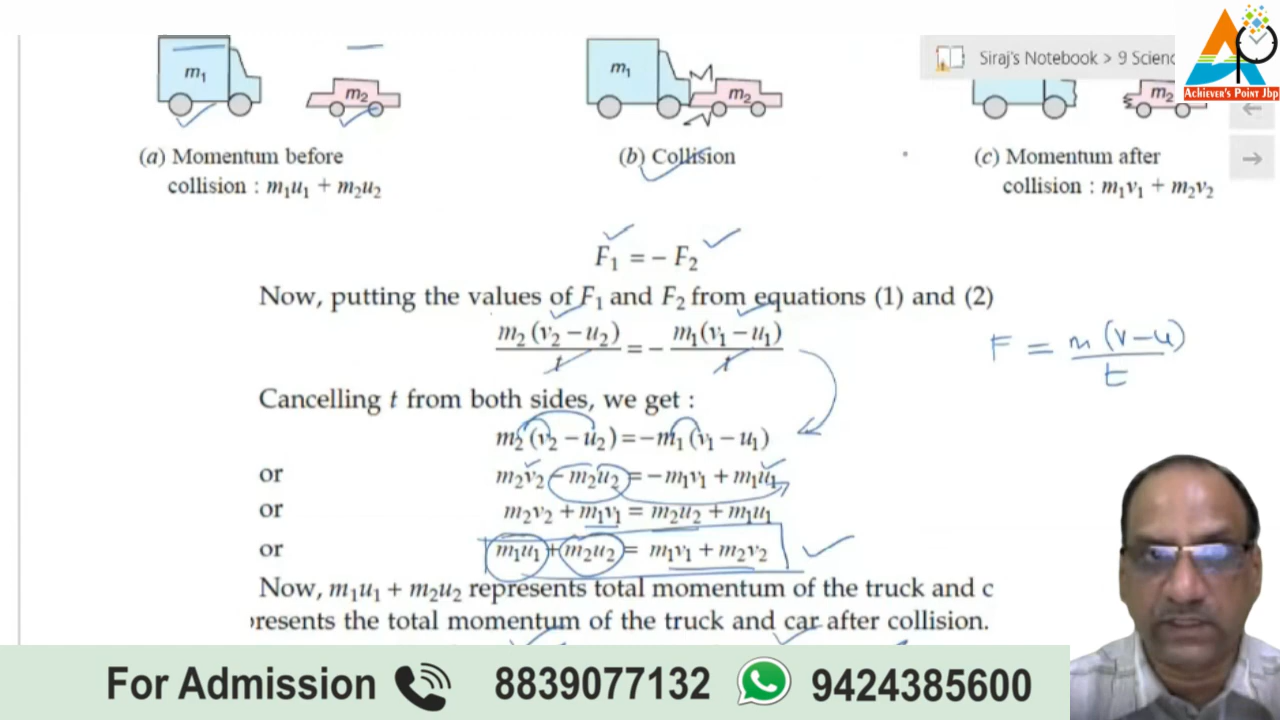 m₁
m₂
m₁
m₂
m₂
Siraj's Notebook > 9 Scienc
ACHIEVER'S POINT JBP
(a) Momentum before
collision : m₁u₁ + m₂u₂
(b) Collision
(c) Momentum after
collision : m₁v₁ + m₂v₂
F₁ = – F₂
Now, putting the values of F₁ and F₂ from equations (1) and (2)
m₂ (v₂ – u₂)/t = – m₁(v₁ – u₁)/t
F = m (v–u)/t
Cancelling t from both sides, we get :
m₂ (v₂ – u₂) = –m₁ (v₁ – u₁)
or m₂v₂ – m₂u₂ = –m₁v₁ + m₁u₁
or m₂v₂ + m₁v₁ = m₂u₂ + m₁u₁
or m₁u₁ + m₂u₂ = m₁v₁ + m₂v₂
Now, m₁u₁ + m₂u₂ represents total momentum of the truck and c
resents the total momentum of the truck and car after collision.
For Admission 8839077132 9424385600